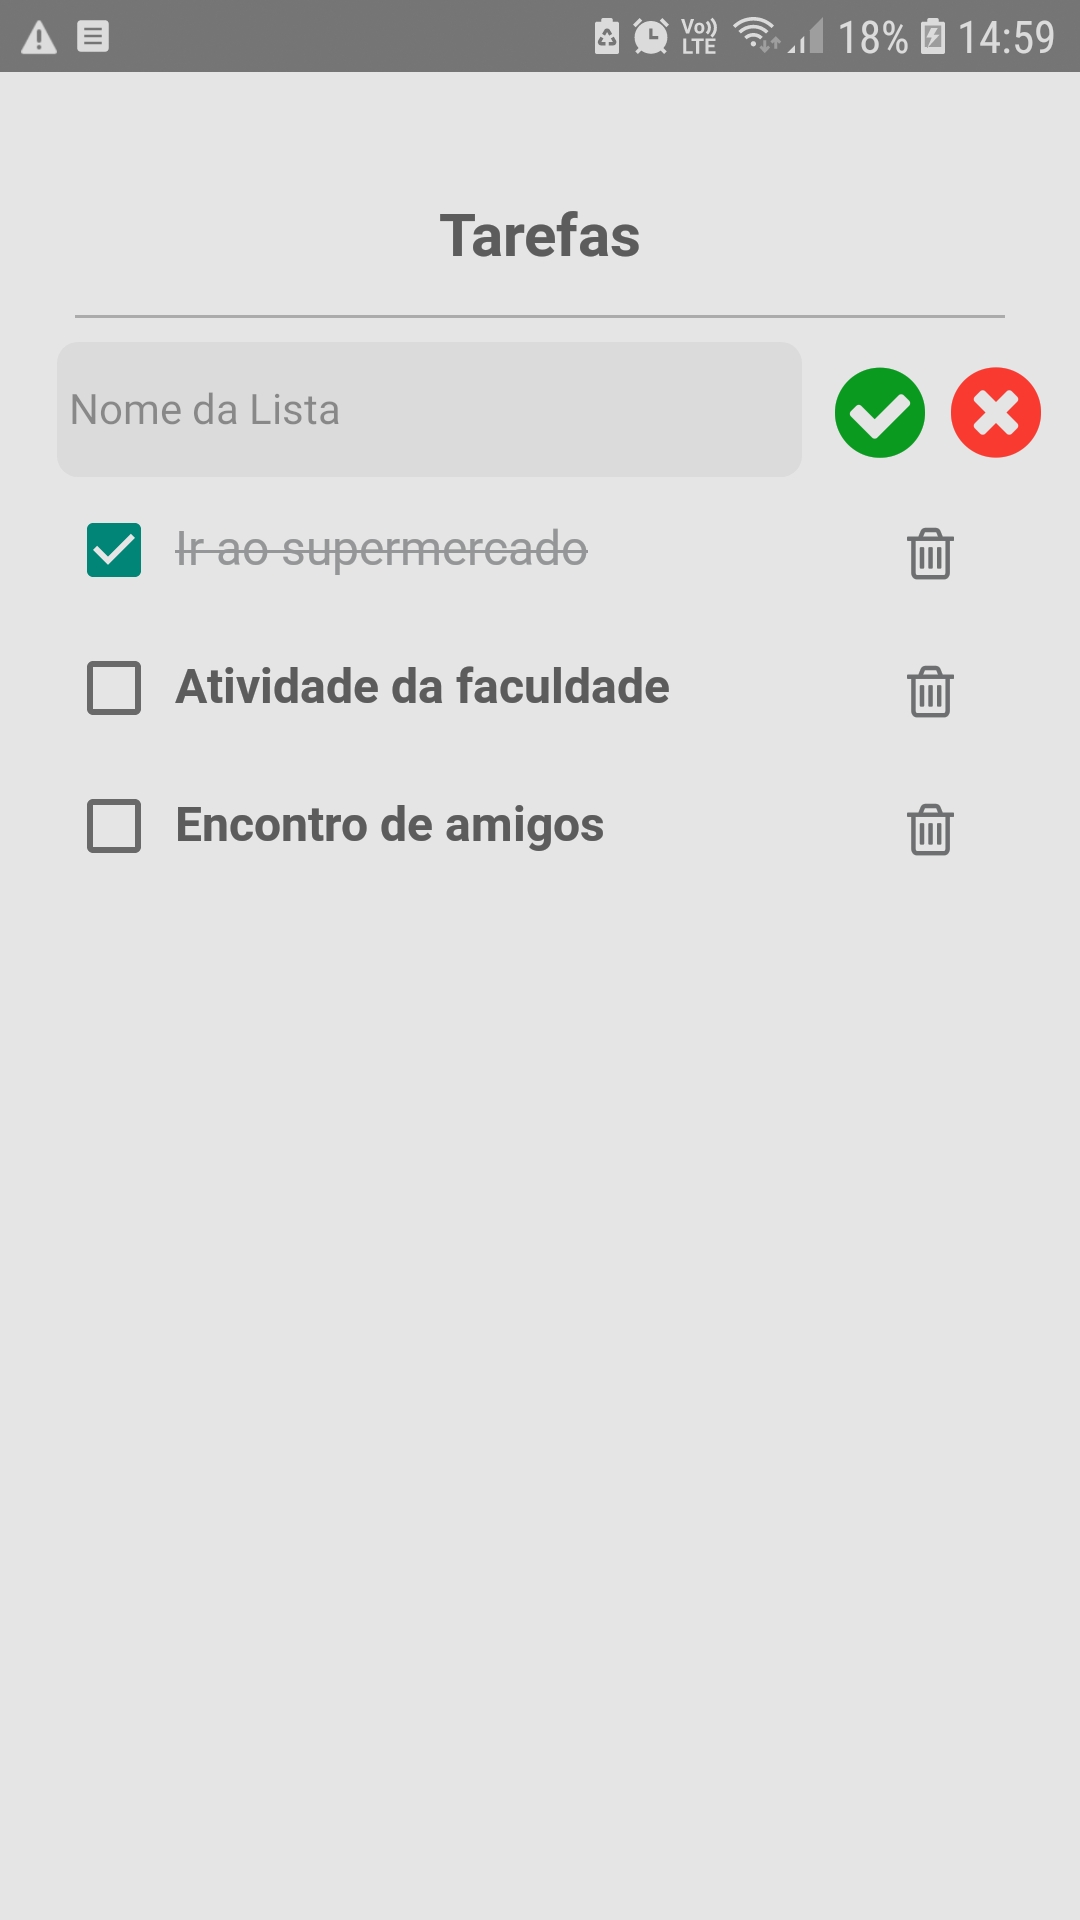 Vo)) LTE 18% 14:59
Tarefas
Nome da Lista
Ir ao supermercado
Atividade da faculdade
Encontro de amigos